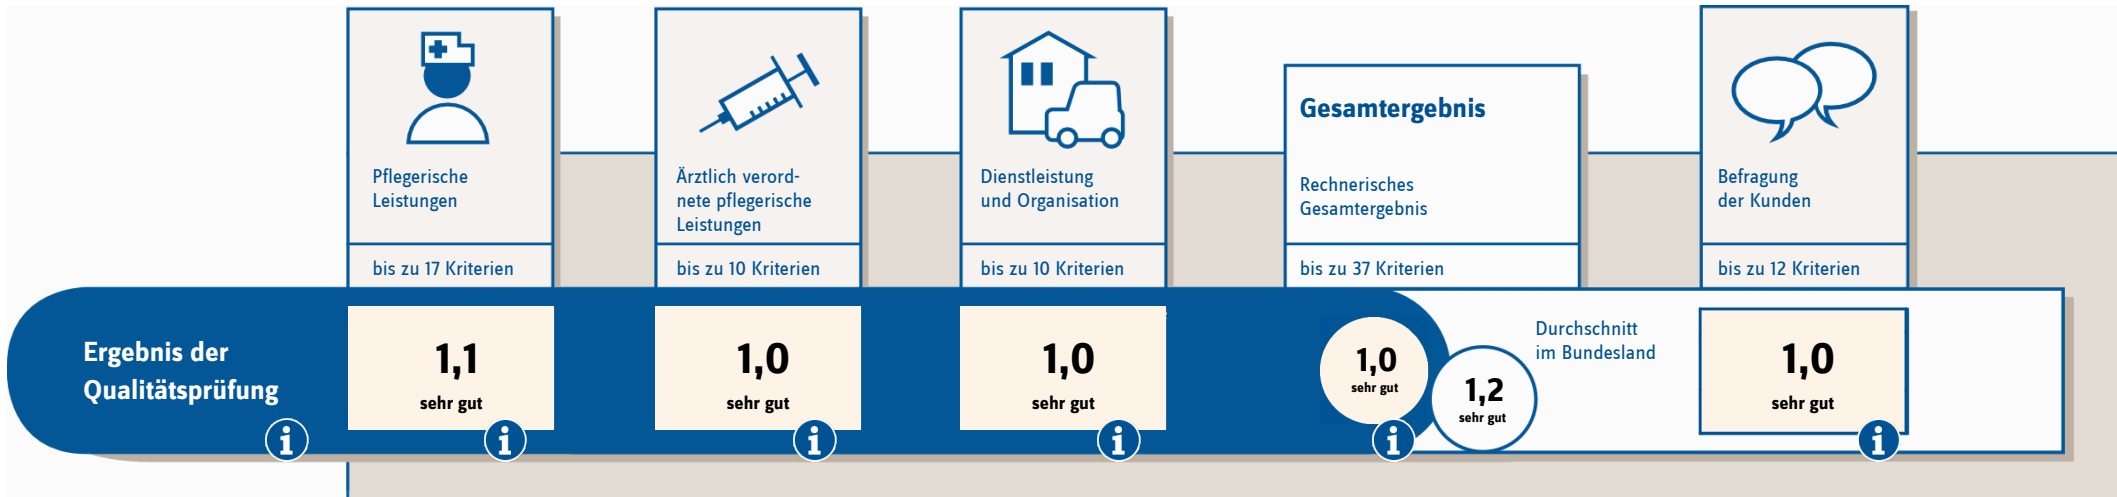 Pflegerische
Leistungen
bis zu 17 Kriterien
Ärztlich verord-
nete pflegerische
Leistungen
bis zu 10 Kriterien
Dienstleistung
und Organisation
bis zu 10 Kriterien
Gesamtergebnis
Rechnerisches
Gesamtergebnis
bis zu 37 Kriterien
Befragung
der Kunden
bis zu 12 Kriterien
Ergebnis der
Qualitätsprüfung
i
1,1
sehr gut
i
1,0
sehr gut
i
1,0
sehr gut
i
1,0
sehr gut
i
1,2
sehr gut
Durchschnitt
im Bundesland
1,0
sehr gut
i